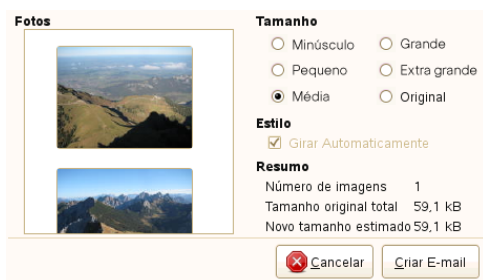 Fotos
Tamanho
Minúsculo
Grande
Pequeno
Extra grande
Média
Original
Estilo
Girar Automaticamente
Resumo
Número de imagens 1
Tamanho original total 59,1 kB
Novo tamanho estimado 59,1 kB
Cancelar
Criar E-mail